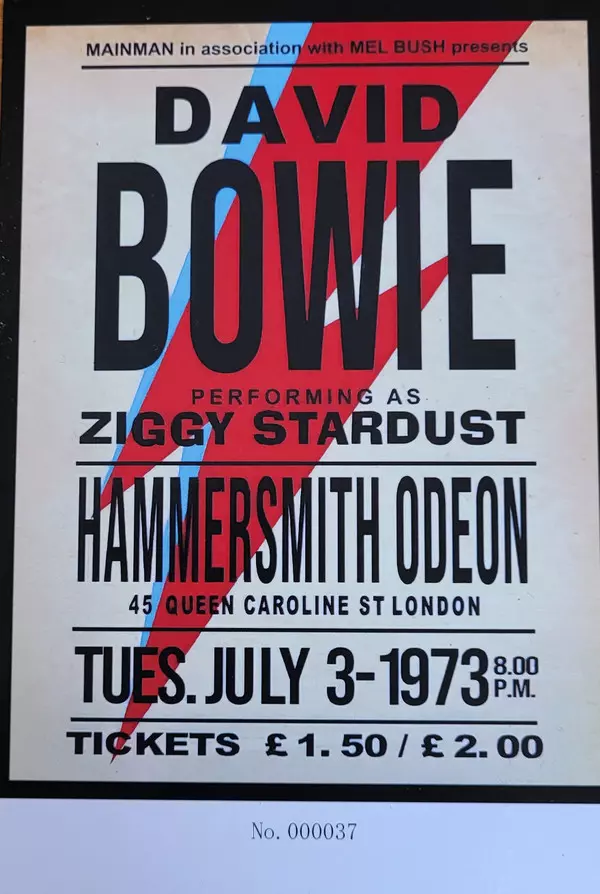 MAINMAN in association with MEL BUSH presents
DAVID
BOWIE
PERFORMING AS
ZIGGY STARDUST
HAMMERSMITH ODEON
45 QUEEN CAROLINE ST LONDON
TUES. JULY 3-1973 8.00 P.M.
TICKETS £1.50 / £2.00
No. 000037